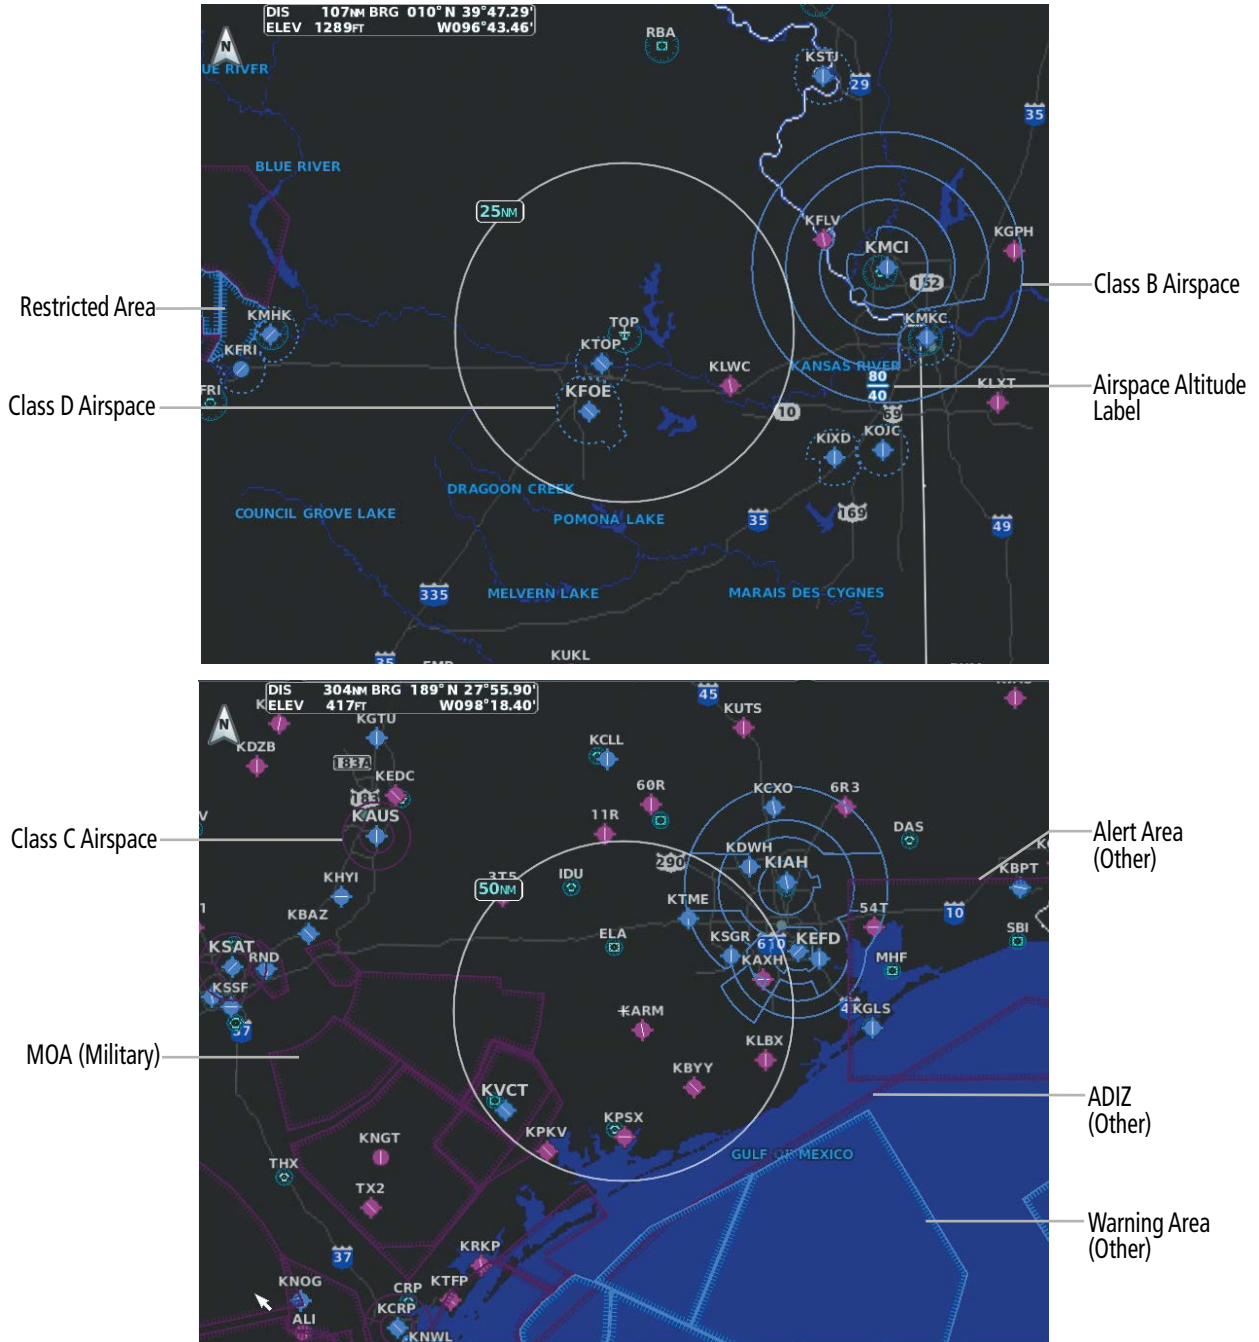 DIS 107NM BRG 010° N 39°47.29'
ELEV 1289FT W096°43.46'
N
RBA
KSTJ
29
35
BLUE RIVER
25NM
KFLV
KMCI
KGPH
152
Class B Airspace
Restricted Area
KMHK
KFRI
FRI
TOP
KTOP
KMKC
KLWC
KANSAS RIVER
80
40
KLXT
Airspace Altitude
Label
Class D Airspace
KFOE
10
69
KIXD
KOJC
DRAGOON CREEK
COUNCIL GROVE LAKE
POMONA LAKE
35
169
49
335
MELVERN LAKE
MARAIS DES CYGNES
35
KUKL
DIS 304NM BRG 189° N 27°55.90'
ELEV 417FT W098°18.40'
N
KGTU
45
KUTS
KDZB
KCLL
183A
KEDC
183
60R
KCXO
6R3
Class C Airspace
KAUS
11R
DAS
Alert Area
(Other)
290
KDWH
KIAH
KBPT
3T5
50NM
IDU
KHYI
KTME
54T
10
KBAZ
ELA
KSGR
610
KEFD
SBI
KSAT
RND
KAXH
MHF
KSSF
37
KARM
KGLS
MOA (Military)
KLBX
KBYY
KVCT
ADIZ
(Other)
KPSX
KPKV
KNGT
GULF OF MEXICO
THX
TX2
Warning Area
(Other)
KRKP
37
KNOG
CRP
KTFP
KCRP
ALI
KNWL